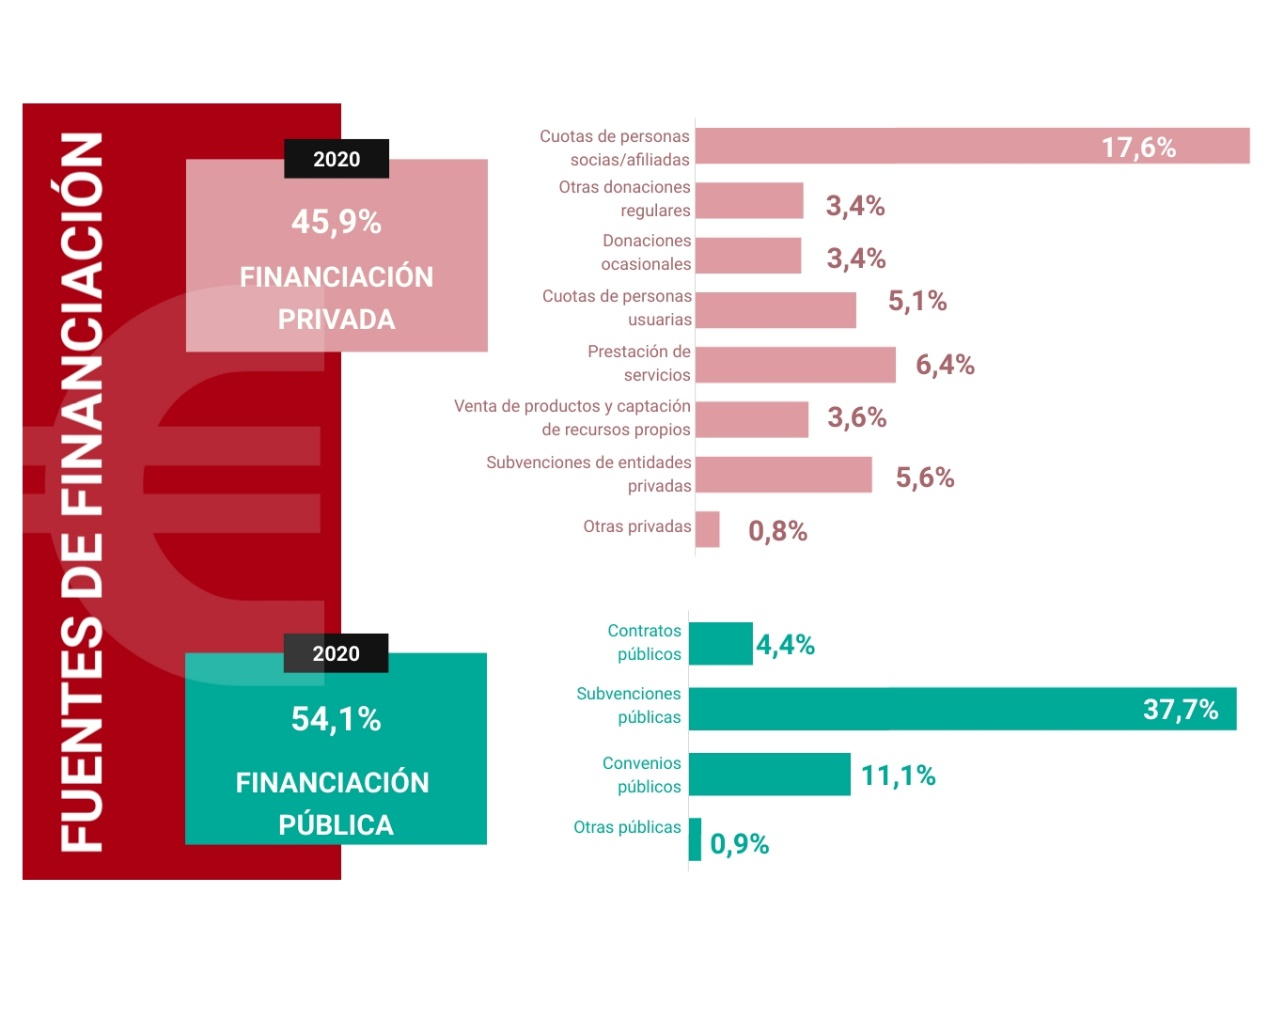 FUENTES DE FINANCIACIÓN
2020
45,9%
FINANCIACIÓN
PRIVADA
Cuotas de personas
socias/afiliadas
17,6%
Otras donaciones
regulares
3,4%
Donaciones
ocasionales
3,4%
Cuotas de personas
usuarias
5,1%
Prestación de
servicios
6,4%
Venta de productos y captación
de recursos propios
3,6%
Subvenciones de entidades
privadas
5,6%
Otras privadas
0,8%
2020
54,1%
FINANCIACIÓN
PÚBLICA
Contratos
públicos
4,4%
Subvenciones
públicas
37,7%
Convenios
públicos
11,1%
Otras públicas
0,9%